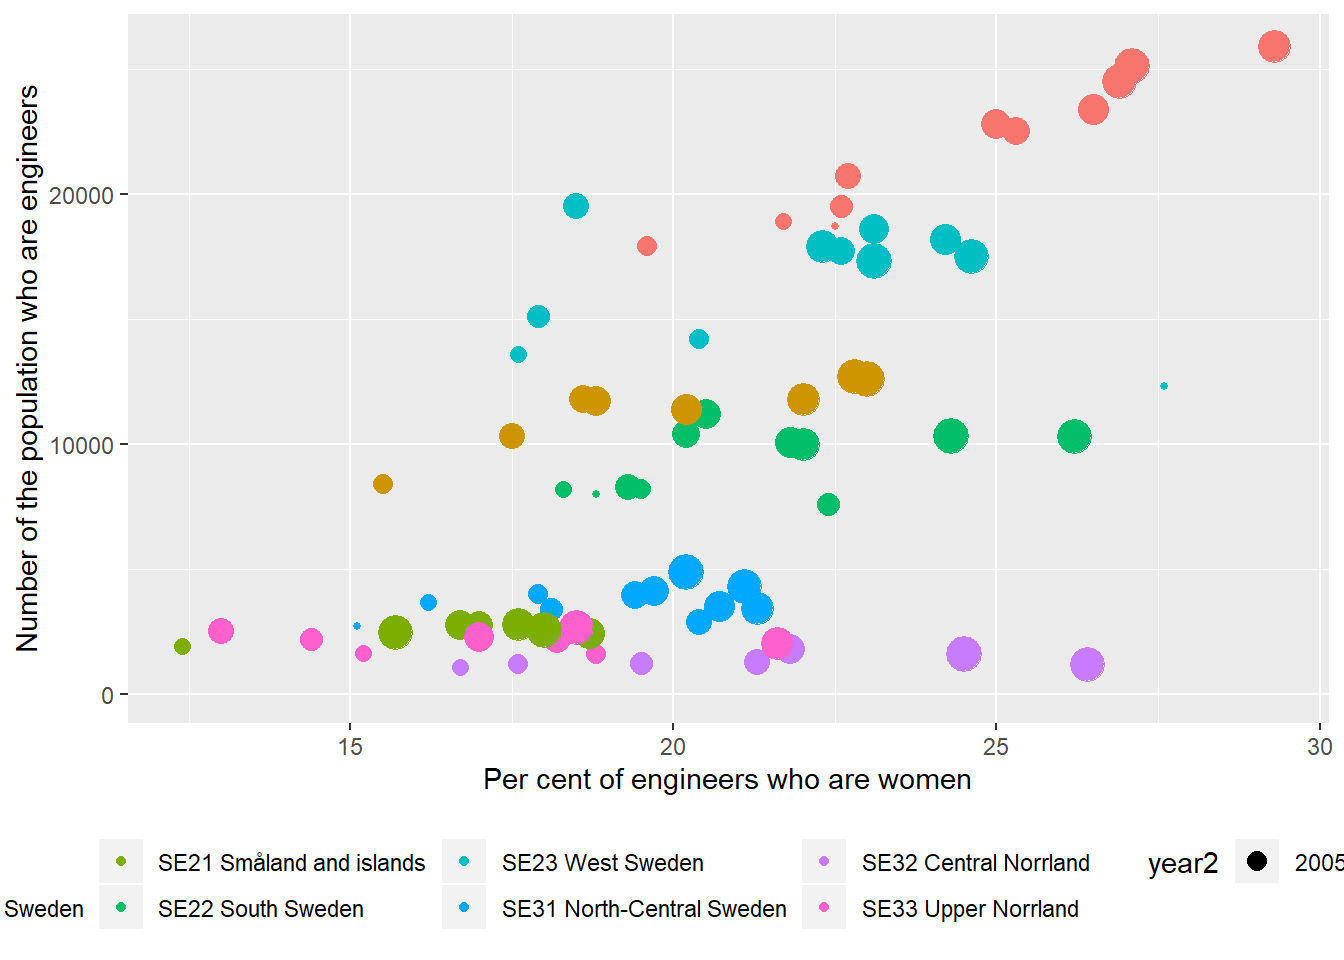 Number of the population who are engineers
20000
10000
0
15
20
25
30
Per cent of engineers who are women
SE21 Småland and islands
SE23 West Sweden
SE32 Central Norrland
year2
2005
Sweden
SE22 South Sweden
SE31 North-Central Sweden
SE33 Upper Norrland